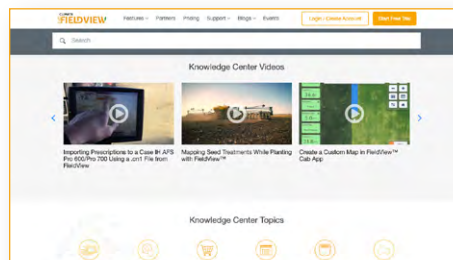 CLIMATE
FIELDVIEW
Features Partners Pricing Support Blogs Events
Login / Create Account
Start Free Trial
Search
Knowledge Center Videos
Importing Prescriptions to a Case IH AFS
Pro 600/Pro 700 Using a .cn1 File from
FieldView
Mapping Seed Treatments While Planting
with FieldView™
Create a Custom Map in FieldView™
Cab App
Knowledge Center Topics